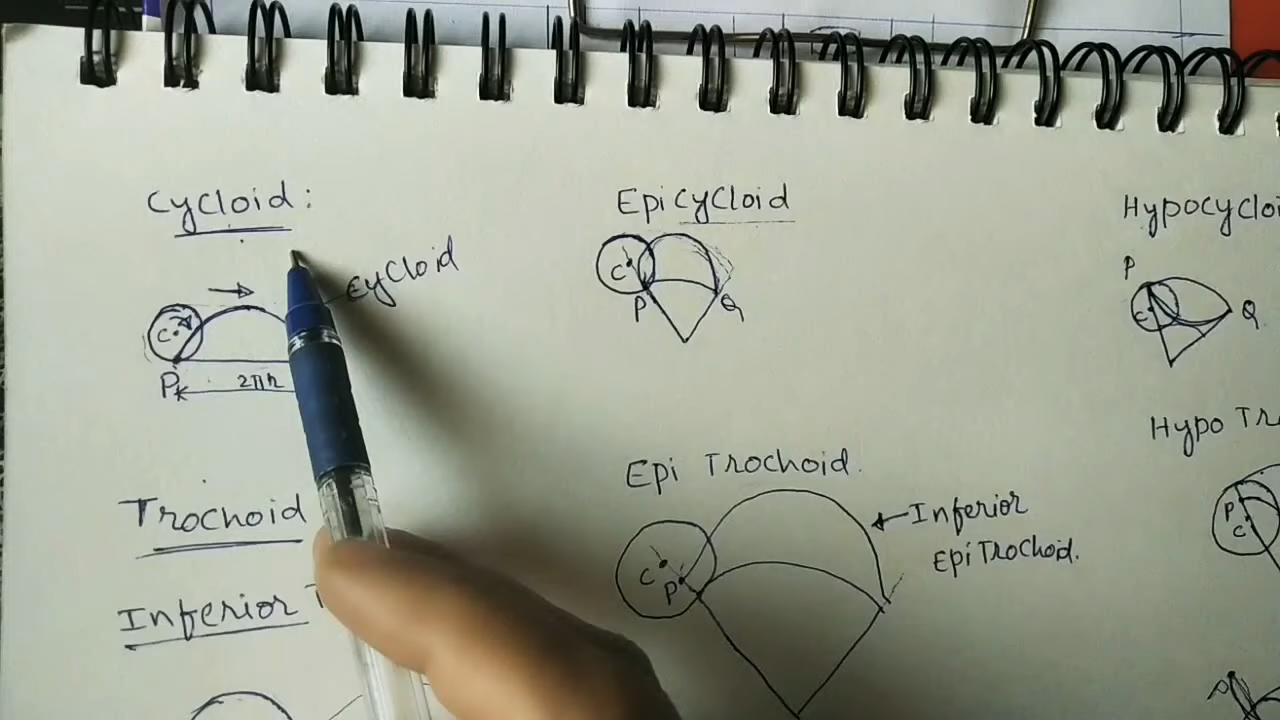 Cycloid:
cycloid
C
P
2πr
Trochoid
Inferior
Epicycloid
C
P
Q
Epi Trochoid.
C
P
Inferior
EpiTrochoid.
Hypocycloi
P
C
Q
Hypo Tr
P
C